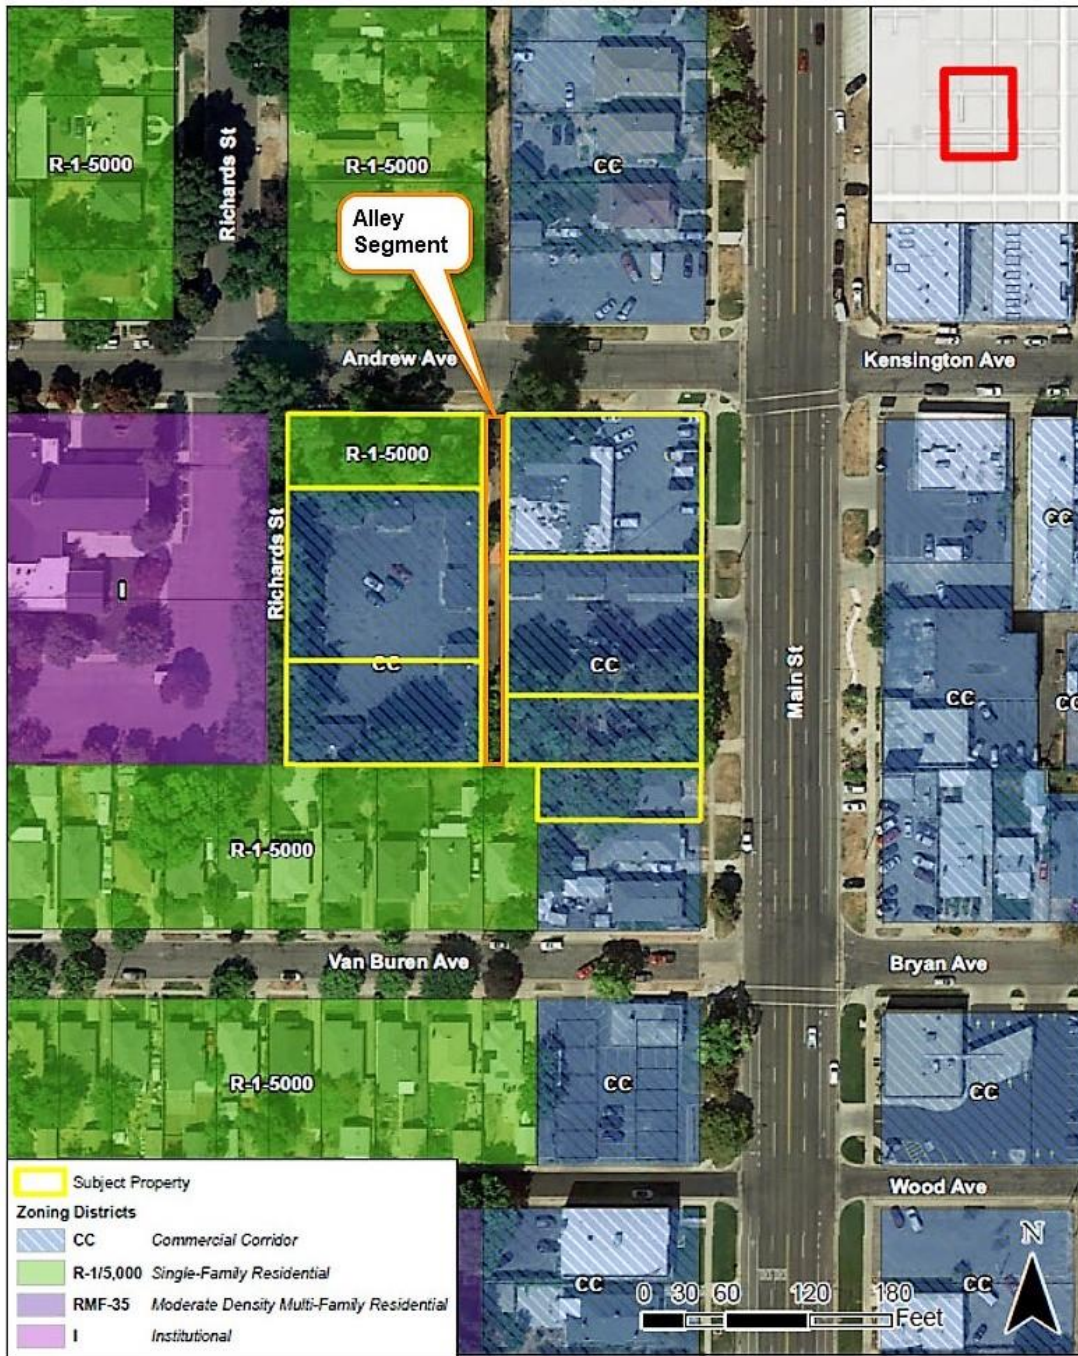 R-1-5000
Richards St
R-1-5000
CC
Alley
Segment
Andrew Ave
Kensington Ave
R-1-5000
Richards St
I
CC
CC
CC
CC
CC
Main St
R-1-5000
Van Buren Ave
Bryan Ave
R-1-5000
CC
CC
Wood Ave
CC
CC
Subject Property
Zoning Districts
CC Commercial Corridor
R-1/5,000 Single-Family Residential
RMF-35 Moderate Density Multi-Family Residential
I Institutional
0 30 60 120 180
Feet
N